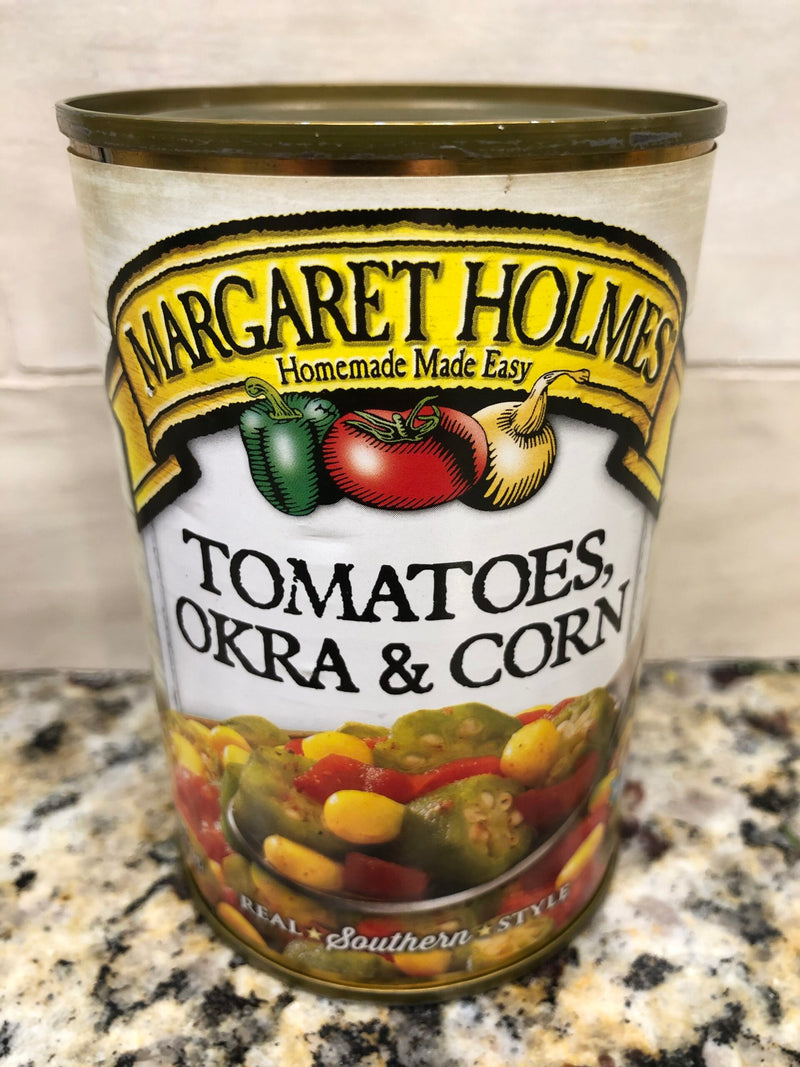 MARGARET HOLMES
Homemade Made Easy
TOMATOES,
OKRA & CORN
REAL ★ Southern ★ STYLE